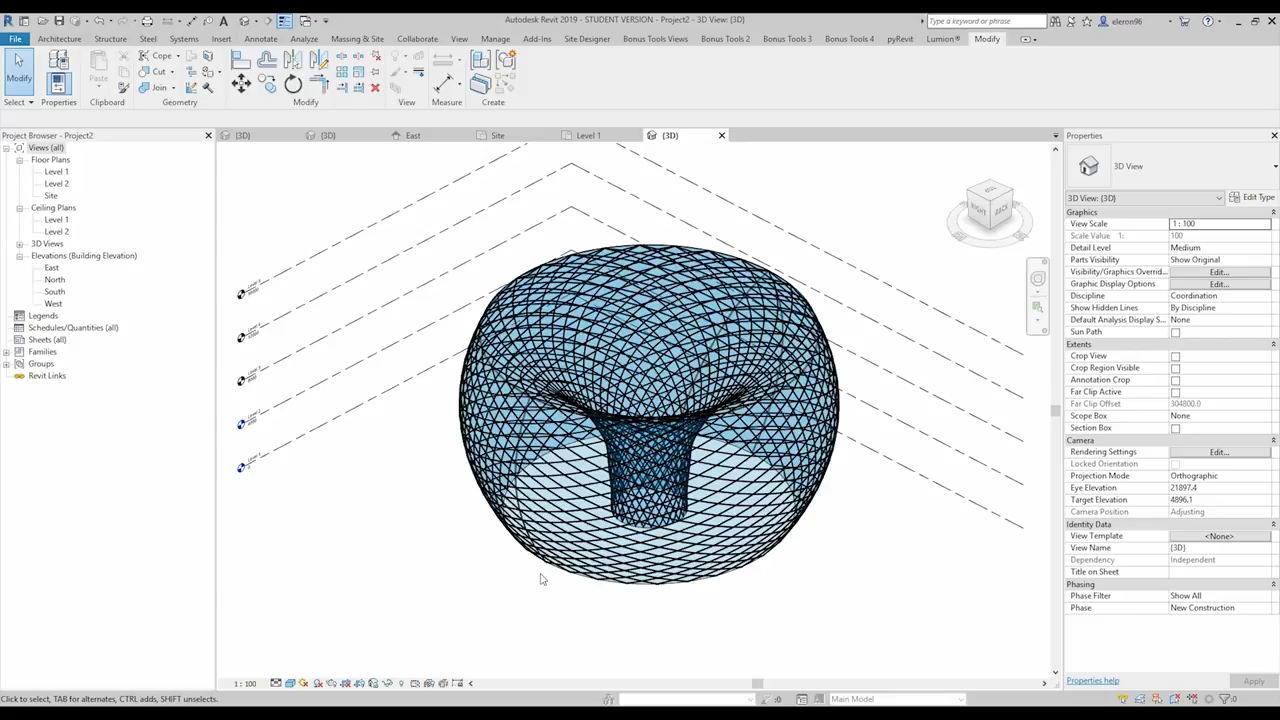 Autodesk Revit 2019 - STUDENT VERSION - Project2 - 3D View: {3D}
Type a keyword or phrase
eleron96
File
Architecture
Structure
Steel
Systems
Insert
Annotate
Analyze
Massing & Site
Collaborate
View
Manage
Add-Ins
Site Designer
Bonus Tools Views
Bonus Tools 2
Bonus Tools 3
Bonus Tools 4
pyRevit
Lumion®
Modify
Modify
Paste
Cope
Cut
Join
Select
Properties
Clipboard
Geometry
Modify
View
Measure
Create
Project Browser - Project2
{3D}
{3D}
East
Site
Level 1
{3D}
Properties
Views (all)
Floor Plans
Level 1
Level 2
Site
Ceiling Plans
Level 1
Level 2
3D Views
Elevations (Building Elevation)
East
North
South
West
Legends
Schedules/Quantities (all)
Sheets (all)
Families
Groups
Revit Links
RIGHT
BACK
3D View
3D View: {3D}
Edit Type
Graphics
View Scale
1 : 100
Scale Value 1:
100
Detail Level
Medium
Parts Visibility
Show Original
Visibility/Graphics Overrid...
Edit...
Graphic Display Options
Edit...
Discipline
Coordination
Show Hidden Lines
By Discipline
Default Analysis Display S...
None
Sun Path
Extents
Crop View
Crop Region Visible
Annotation Crop
Far Clip Active
Far Clip Offset
304800.0
Scope Box
None
Section Box
Camera
Rendering Settings
Edit...
Locked Orientation
Projection Mode
Orthographic
Eye Elevation
21897.4
Target Elevation
4896.1
Camera Position
Adjusting
Identity Data
View Template
<None>
View Name
{3D}
Dependency
Independent
Title on Sheet
Phasing
Phase Filter
Show All
Phase
New Construction
Properties help
Apply
1 : 100
Click to select, TAB for alternates, CTRL adds, SHIFT unselects.
:0
Main Model
:0